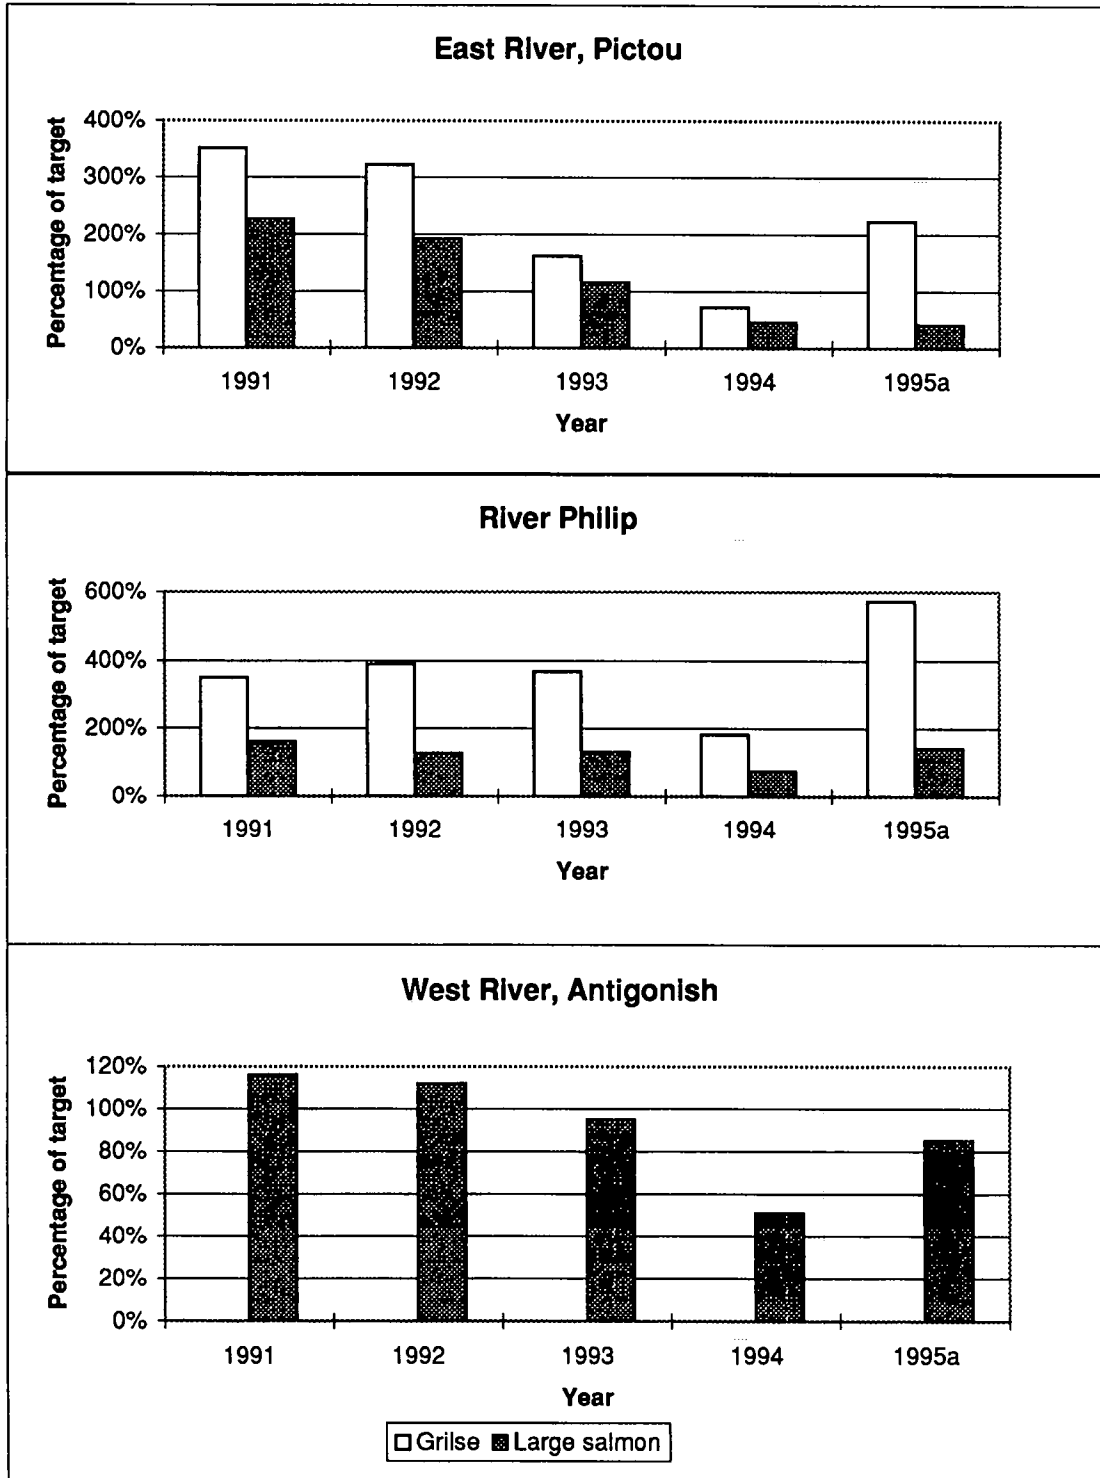 East River, Pictou
Percentage of target
400%
300%
200%
100%
0%
1991 1992 1993 1994 1995a
Year
River Philip
Percentage of target
600%
400%
200%
0%
1991 1992 1993 1994 1995a
Year
West River, Antigonish
Percentage of target
120%
100%
80%
60%
40%
20%
0%
1991 1992 1993 1994 1995a
Year
Grilse Large salmon